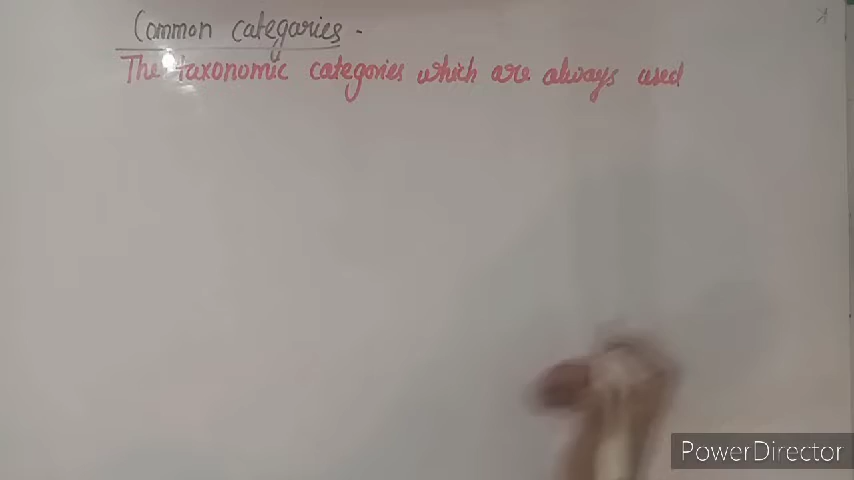 Common categories -
The taxonomic categories which are always used
PowerDirector